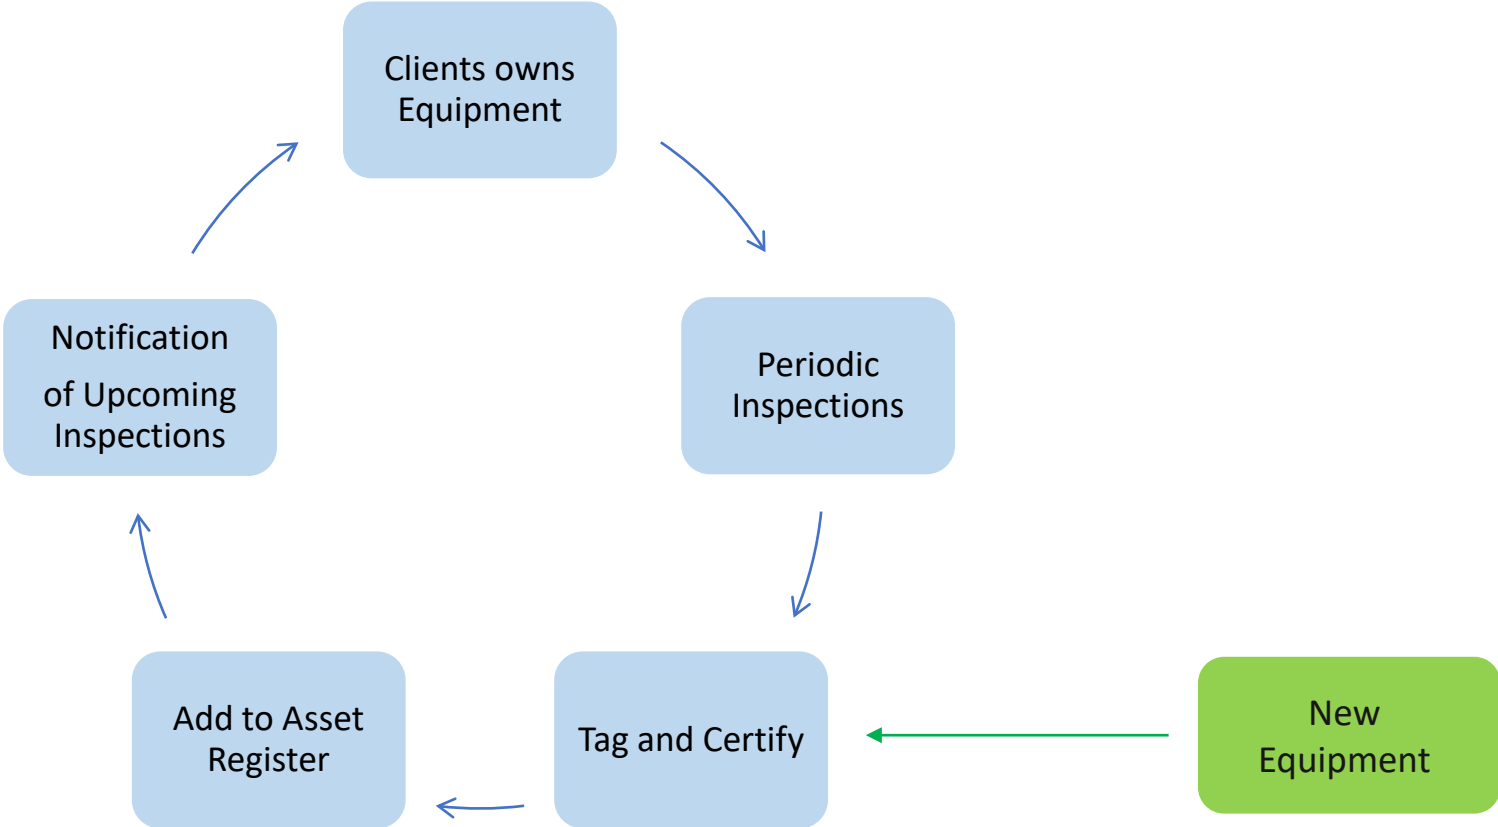 Clients owns
Equipment
Notification
of Upcoming
Inspections
Periodic
Inspections
Add to Asset
Register
Tag and Certify
New
Equipment